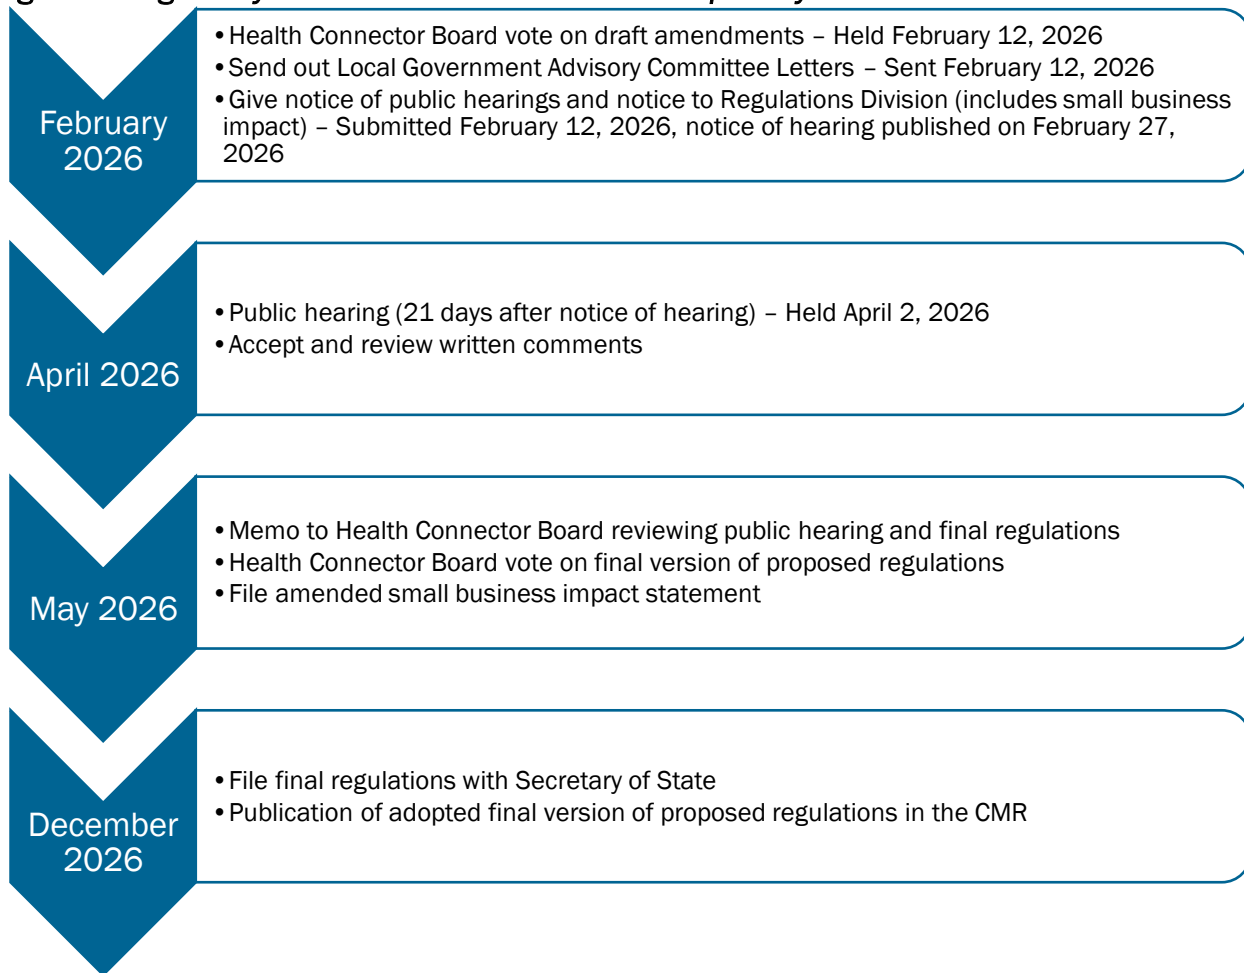 February
2026
•Health Connector Board vote on draft amendments – Held February 12, 2026
•Send out Local Government Advisory Committee Letters – Sent February 12, 2026
•Give notice of public hearings and notice to Regulations Division (includes small business
impact) – Submitted February 12, 2026, notice of hearing published on February 27,
2026
April 2026
•Public hearing (21 days after notice of hearing) – Held April 2, 2026
•Accept and review written comments
May 2026
•Memo to Health Connector Board reviewing public hearing and final regulations
•Health Connector Board vote on final version of proposed regulations
•File amended small business impact statement
December
2026
•File final regulations with Secretary of State
•Publication of adopted final version of proposed regulations in the CMR